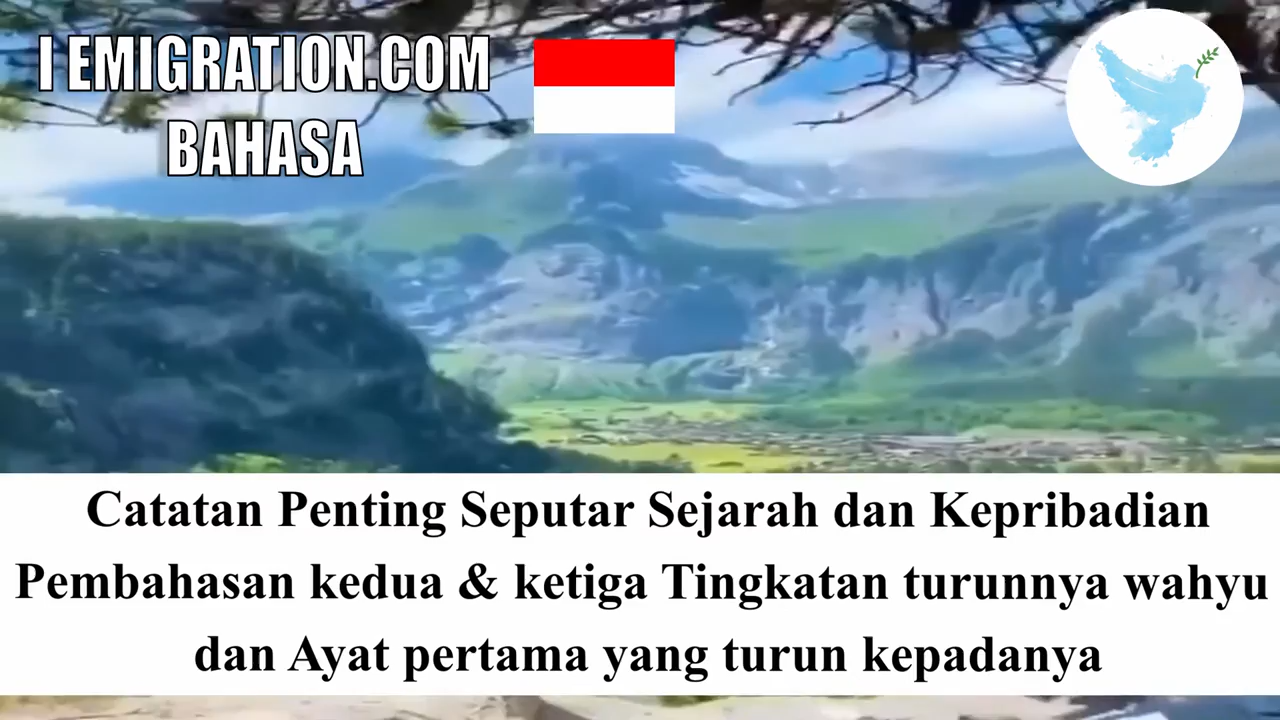 I EMIGRATION.COM
BAHASA
Catatan Penting Seputar Sejarah dan Kepribadian
Pembahasan kedua & ketiga Tingkatan turunnya wahyu
dan Ayat pertama yang turun kepadanya